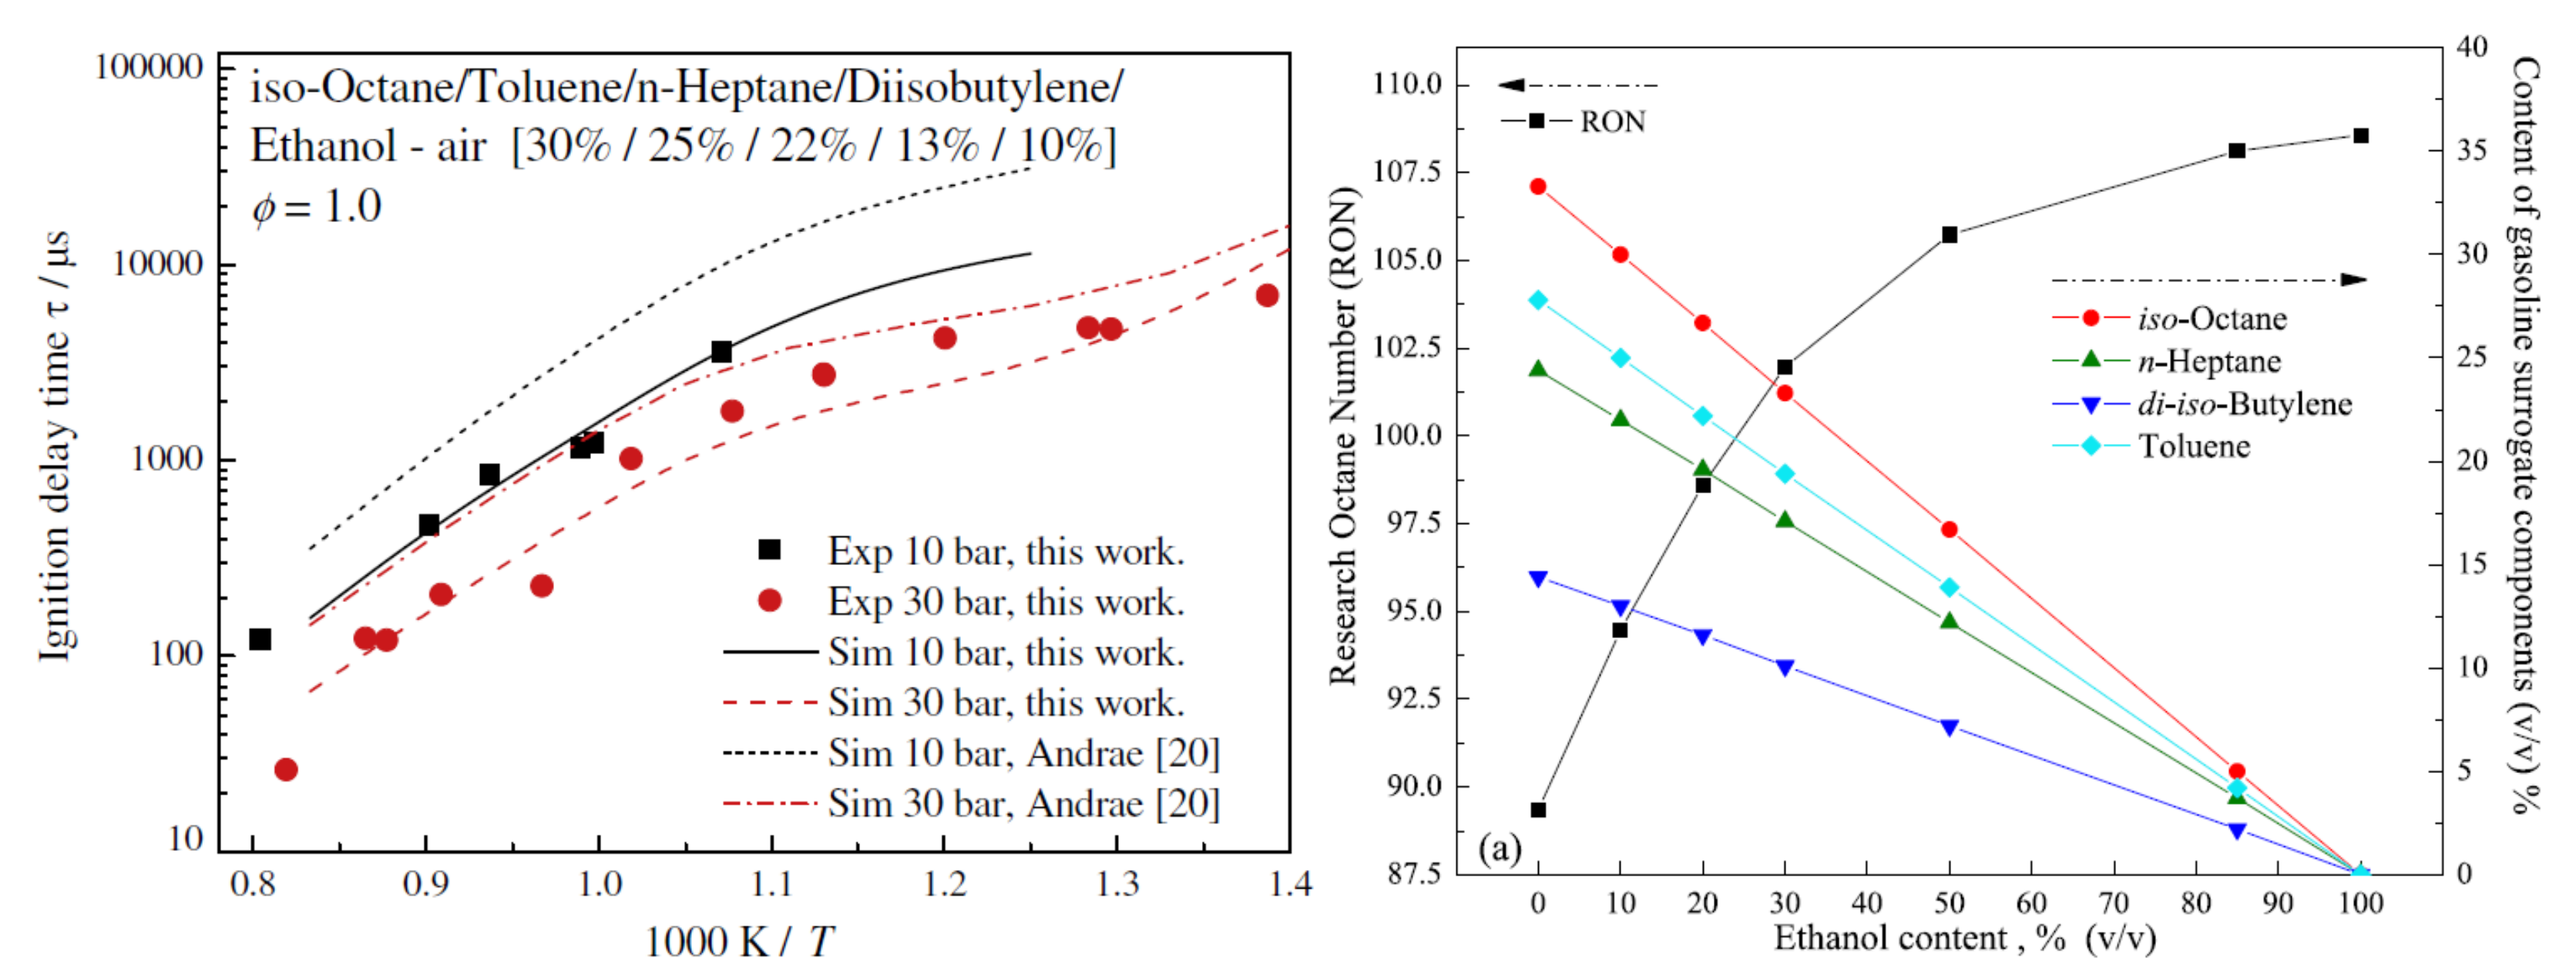 100000
10000
1000
100
10
Ignition delay time τ / μs
iso-Octane/Toluene/n-Heptane/Diisobutylene/
Ethanol - air [30% / 25% / 22% / 13% / 10%]
ϕ = 1.0
Exp 10 bar, this work.
Exp 30 bar, this work.
Sim 10 bar, this work.
Sim 30 bar, this work.
Sim 10 bar, Andrae [20]
Sim 30 bar, Andrae [20]
0.8 0.9 1.0 1.1 1.2 1.3 1.4
1000 K / T
Research Octane Number (RON)
110.0
107.5
105.0
102.5
100.0
97.5
95.0
92.5
90.0
87.5
RON
iso-Octane
n-Heptane
di-iso-Butylene
Toluene
(a)
40
35
30
25
20
15
10
5
0
Content of gasoline surrogate components (v/v) %
0 10 20 30 40 50 60 70 80 90 100
Ethanol content , % (v/v)